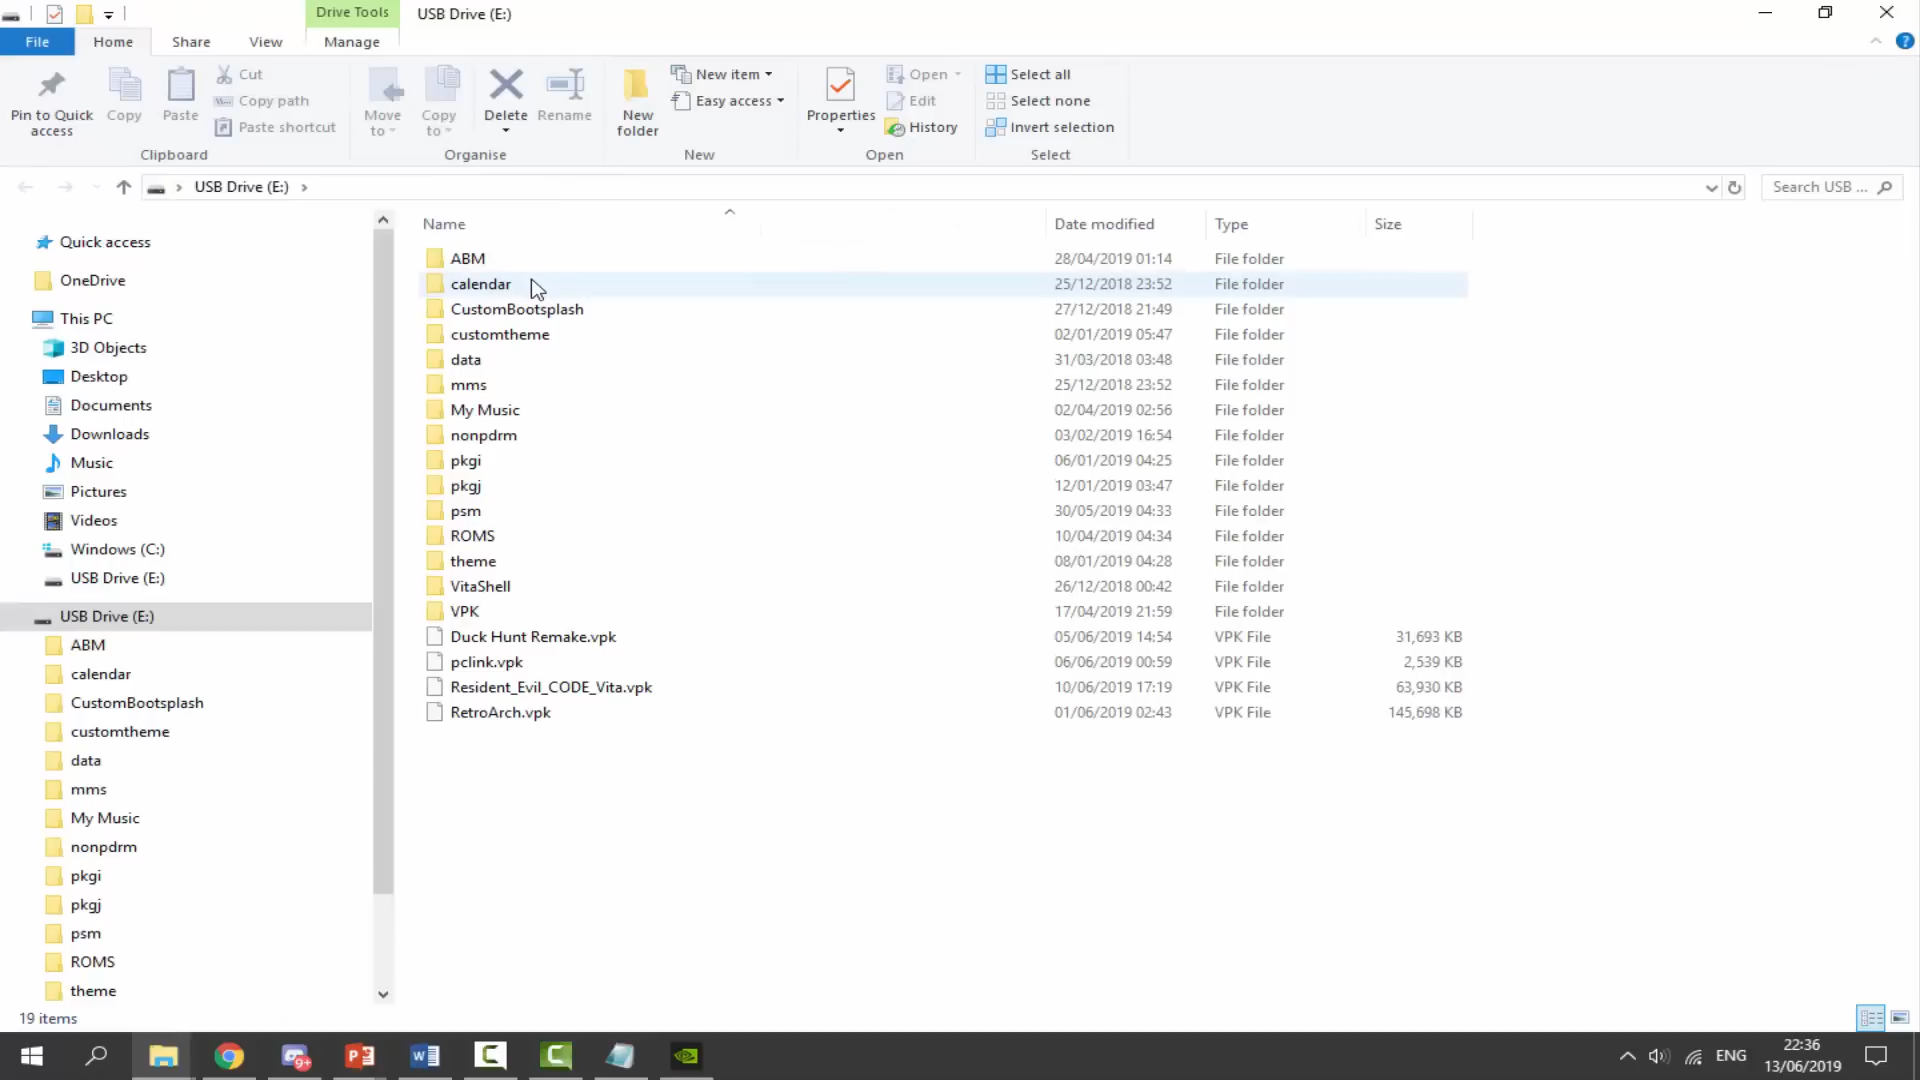 Drive Tools
USB Drive (E:)
File
Home
Share
View
Manage
Pin to Quick
access
Copy
Paste
Cut
Copy path
Paste shortcut
Clipboard
Move
to
Copy
to
Delete
Rename
Organise
New
folder
New item
Easy access
New
Properties
Open
Edit
History
Open
Select all
Select none
Invert selection
Select
USB Drive (E:)
Search USB ...
Quick access
OneDrive
This PC
3D Objects
Desktop
Documents
Downloads
Music
Pictures
Videos
Windows (C:)
USB Drive (E:)
USB Drive (E:)
ABM
calendar
CustomBootsplash
customtheme
data
mms
My Music
nonpdrm
pkgi
pkgj
psm
ROMS
theme
Name Date modified Type Size
ABM 28/04/2019 01:14 File folder
calendar 25/12/2018 23:52 File folder
CustomBootsplash 27/12/2018 21:49 File folder
customtheme 02/01/2019 05:47 File folder
data 31/03/2018 03:48 File folder
mms 25/12/2018 23:52 File folder
My Music 02/04/2019 02:56 File folder
nonpdrm 03/02/2019 16:54 File folder
pkgi 06/01/2019 04:25 File folder
pkgj 12/01/2019 03:47 File folder
psm 30/05/2019 04:33 File folder
ROMS 10/04/2019 04:34 File folder
theme 08/01/2019 04:28 File folder
VitaShell 26/12/2018 00:42 File folder
VPK 17/04/2019 21:59 File folder
Duck Hunt Remake.vpk 05/06/2019 14:54 VPK File 31,693 KB
pclink.vpk 06/06/2019 00:59 VPK File 2,539 KB
Resident_Evil_CODE_Vita.vpk 10/06/2019 17:19 VPK File 63,930 KB
RetroArch.vpk 01/06/2019 02:43 VPK File 145,698 KB
19 items
9+
ENG
22:36
13/06/2019